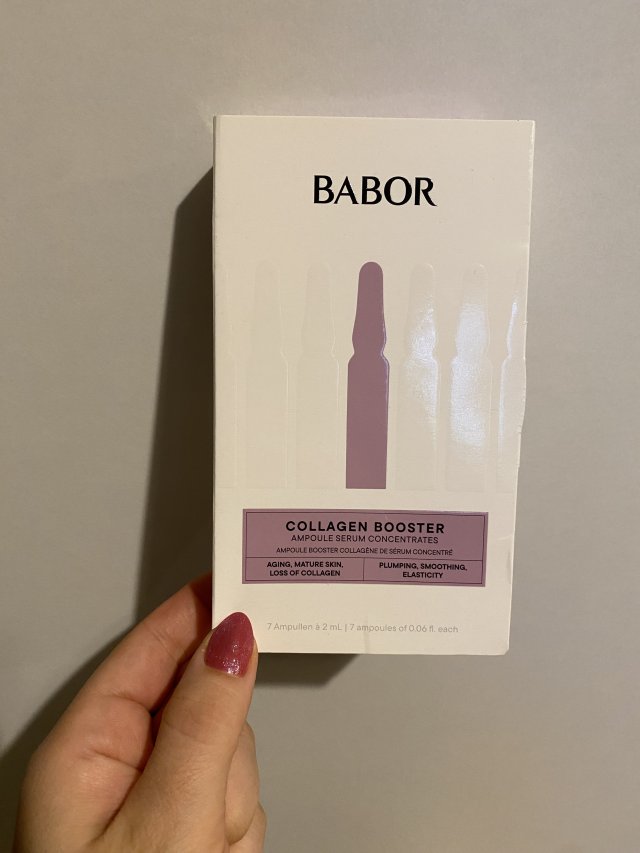 BABOR
COLLAGEN BOOSTER
AMPOULE SERUM CONCENTRATES
AMPOULE BOOSTER COLLAGÈNE DE SÉRUM CONCENTRÉ
AGING, MATURE SKIN,
LOSS OF COLLAGEN
PLUMPING, SMOOTHING,
ELASTICITY
7 Ampullen à 2 mL | 7 ampoules of 0.06 fl. each